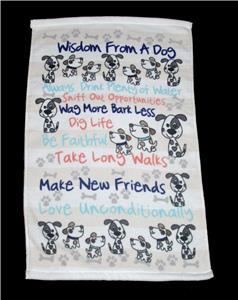 Wisdom From A Dog
Always Drink Plenty of Water
Sniff Out Opportunities
Wag More Bark Less
Dig Life
Be Faithful
Take Long Walks
Make New Friends
Love Unconditionally